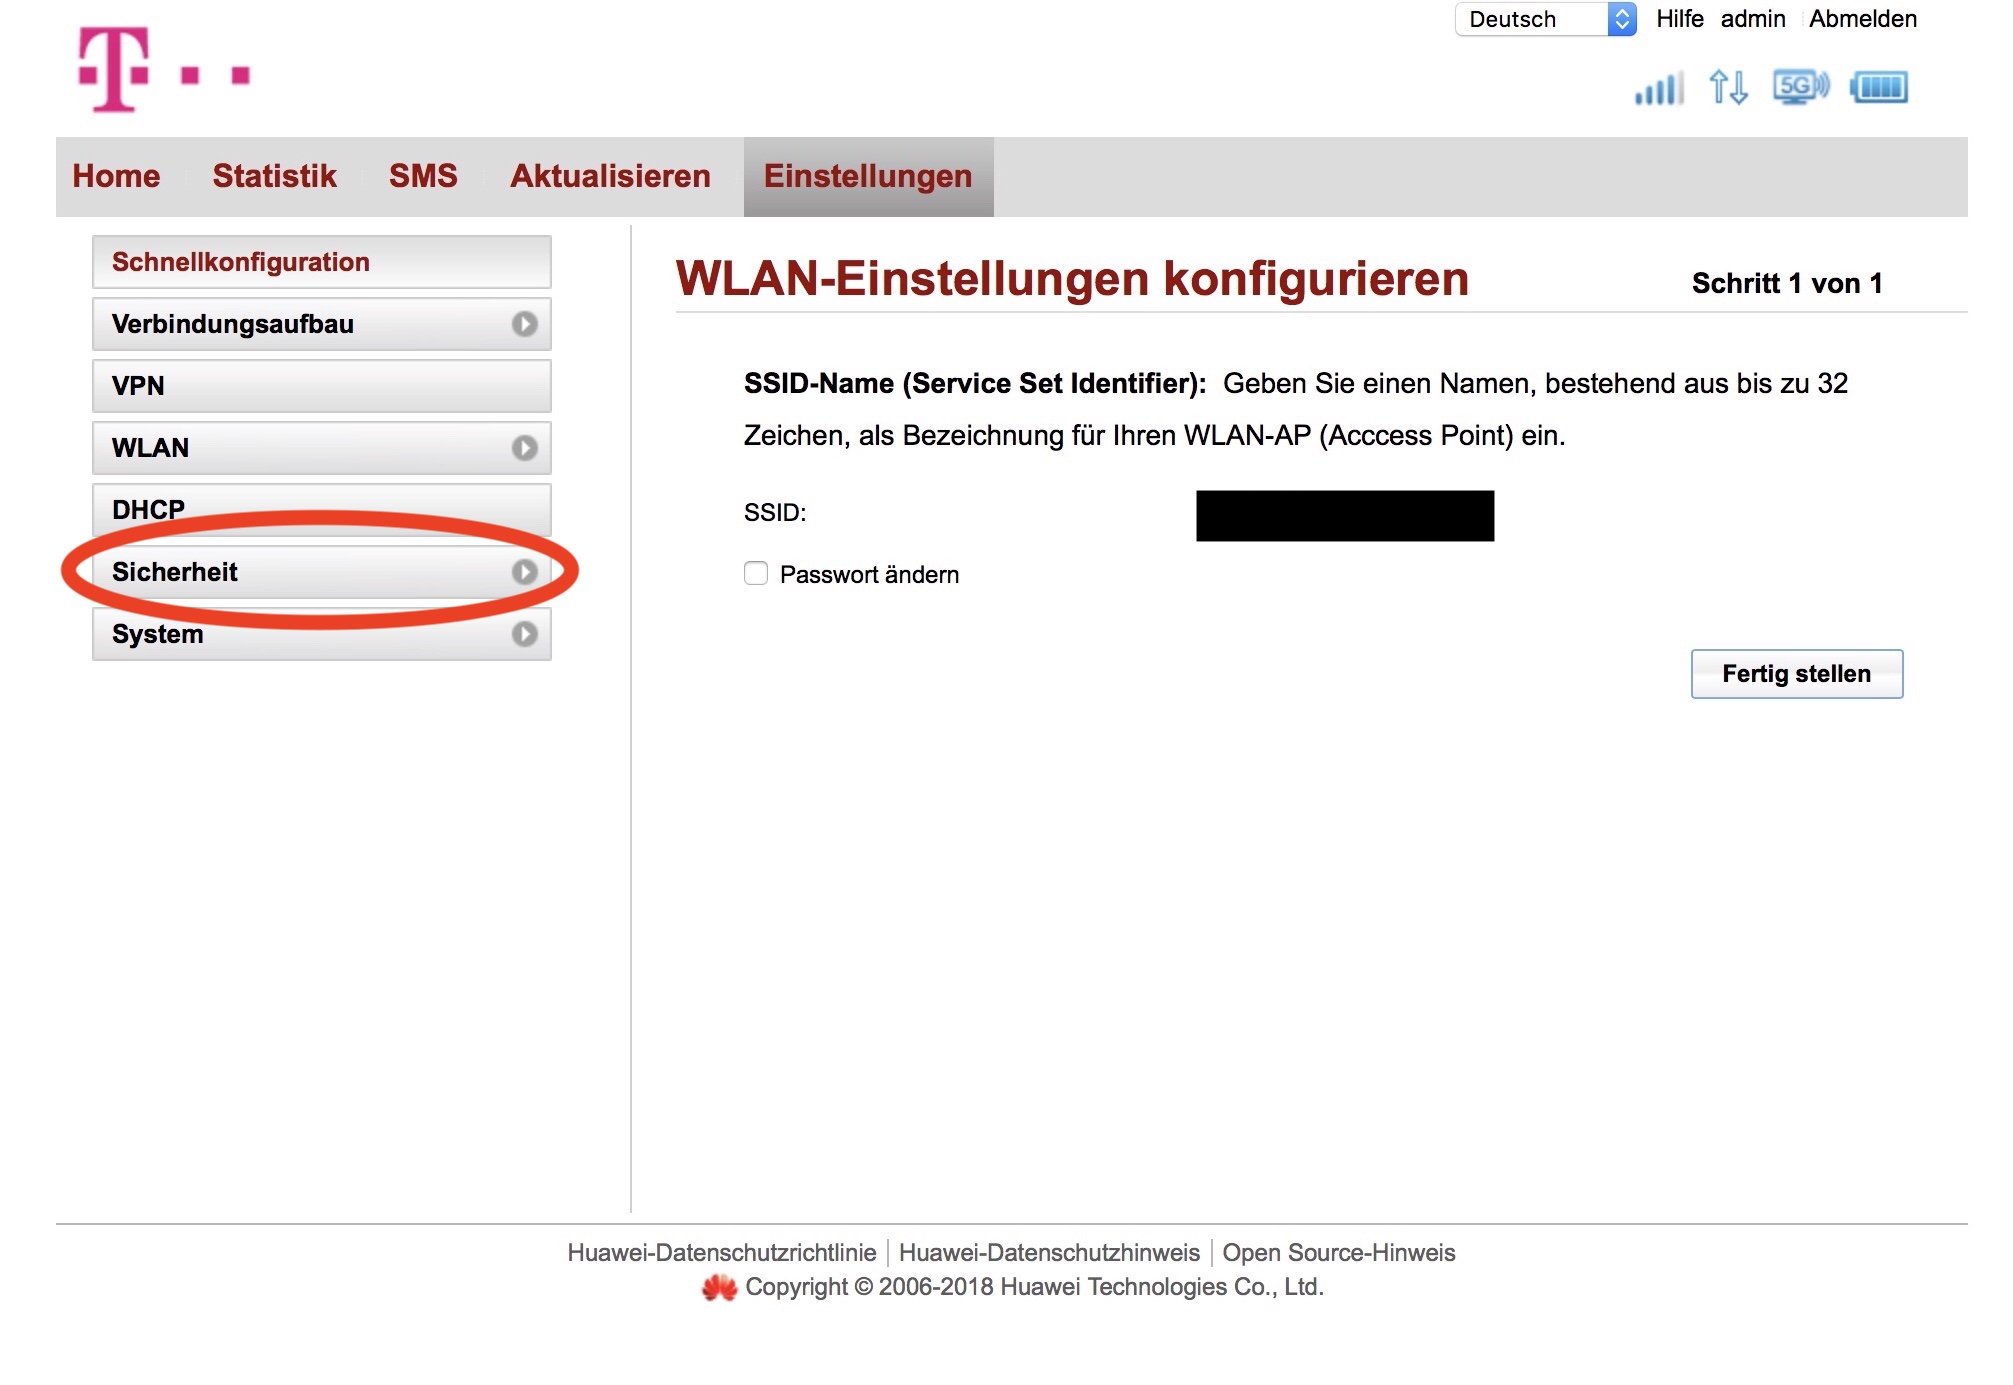 Deutsch Hilfe admin Abmelden
T
5G
Home Statistik SMS Aktualisieren Einstellungen
Schnellkonfiguration
Verbindungsaufbau
VPN
WLAN
DHCP
Sicherheit
System
WLAN-Einstellungen konfigurieren Schritt 1 von 1
SSID-Name (Service Set Identifier): Geben Sie einen Namen, bestehend aus bis zu 32
Zeichen, als Bezeichnung für Ihren WLAN-AP (Acccess Point) ein.
SSID:
Passwort ändern
Fertig stellen
Huawei-Datenschutzrichtlinie Huawei-Datenschutzhinweis Open Source-Hinweis
Copyright © 2006-2018 Huawei Technologies Co., Ltd.